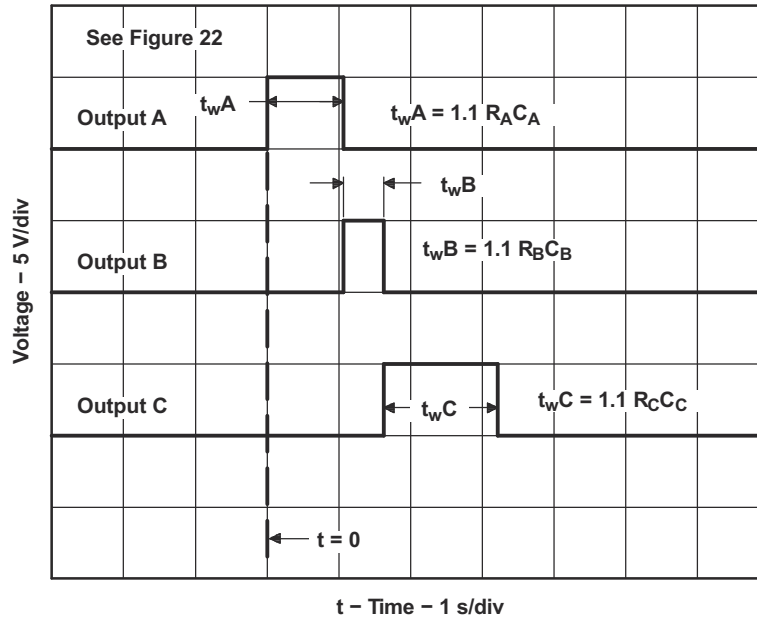 See Figure 22
twA
Output A
twA = 1.1 RACA
twB
Output B
twB = 1.1 RBCB
Output C
twC
twC = 1.1 RCCC
t = 0
Voltage − 5 V/div
t − Time − 1 s/div